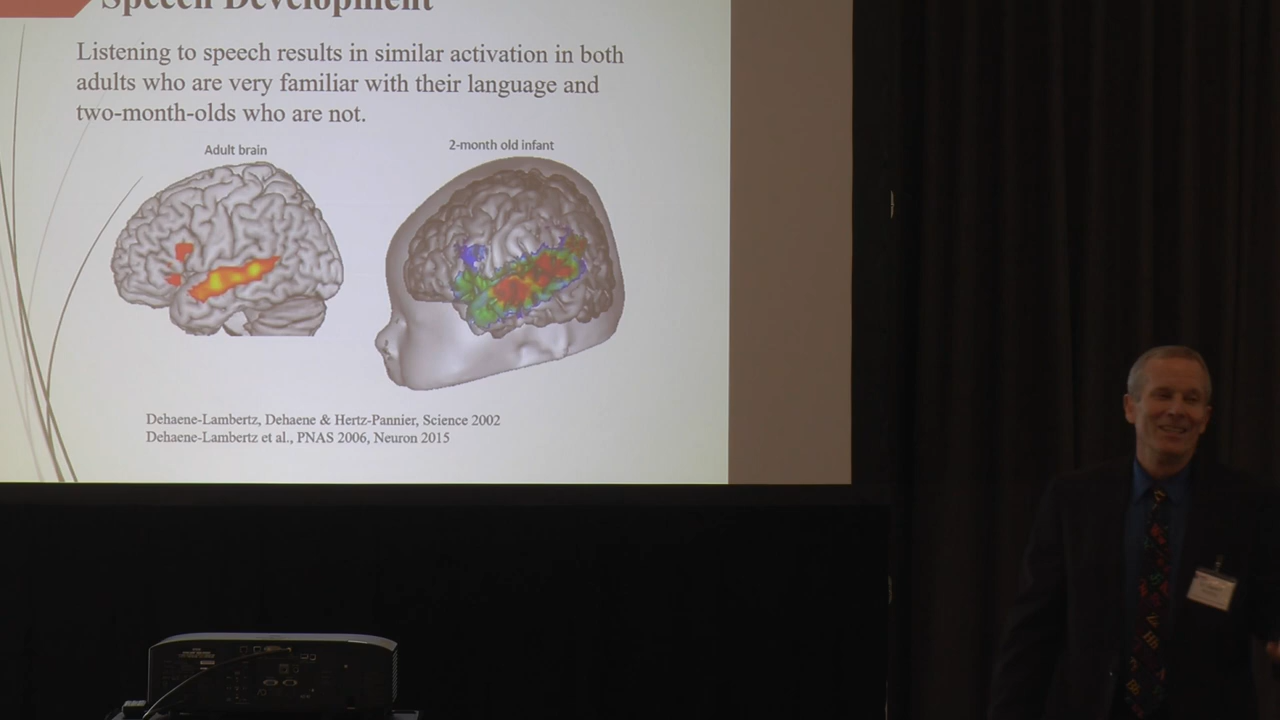 Speech Development
Listening to speech results in similar activation in both
adults who are very familiar with their language and
two-month-olds who are not.
Adult brain
2-month old infant
Dehaene-Lambertz, Dehaene & Hertz-Pannier, Science 2002
Dehaene-Lambertz et al., PNAS 2006, Neuron 2015